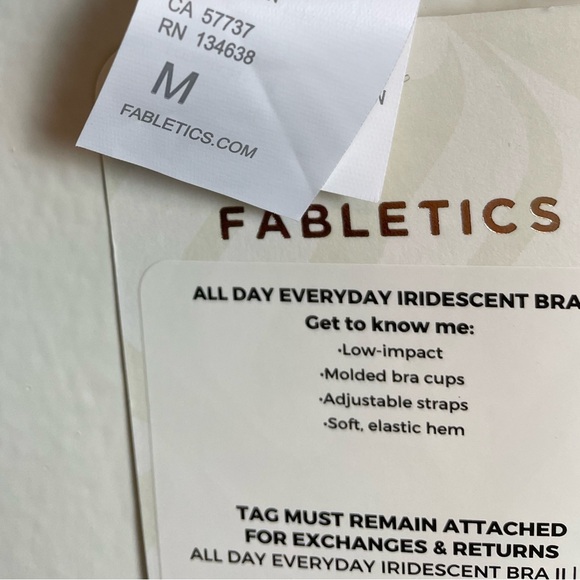 CA 57737
RN 134638
M
FABLETICS.COM
N
FABLETICS
ALL DAY EVERYDAY IRIDESCENT BRA
Get to know me:
•Low-impact
•Molded bra cups
•Adjustable straps
•Soft, elastic hem
TAG MUST REMAIN ATTACHED
FOR EXCHANGES & RETURNS
ALL DAY EVERYDAY IRIDESCENT BRA II |